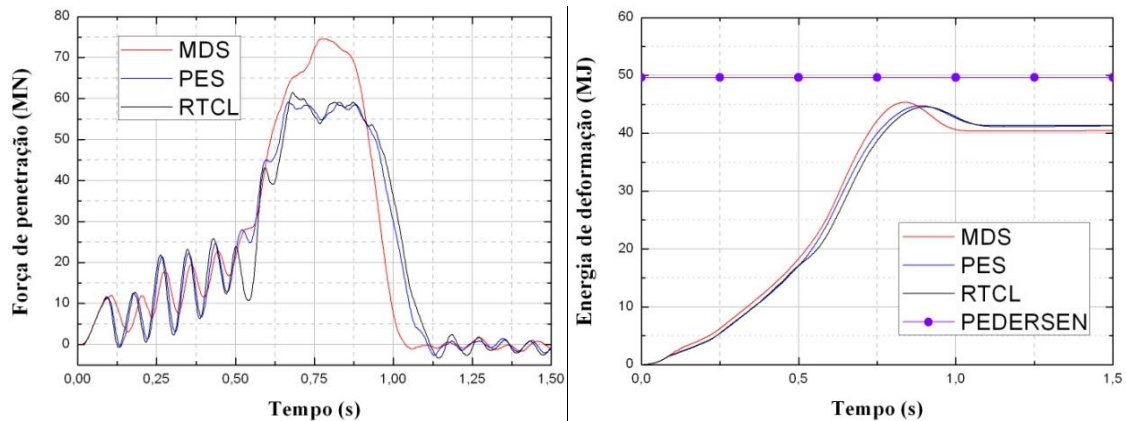 80
70
60
50
40
30
20
10
0
Força de penetração (MN)
MDS
PES
RTCL
0,00 0,25 0,50 0,75 1,00 1,25 1,50
Tempo (s)
60
50
40
30
20
10
0
Energia de deformação (MJ)
MDS
PES
RTCL
PEDERSEN
0,0 0,5 1,0 1,5
Tempo (s)